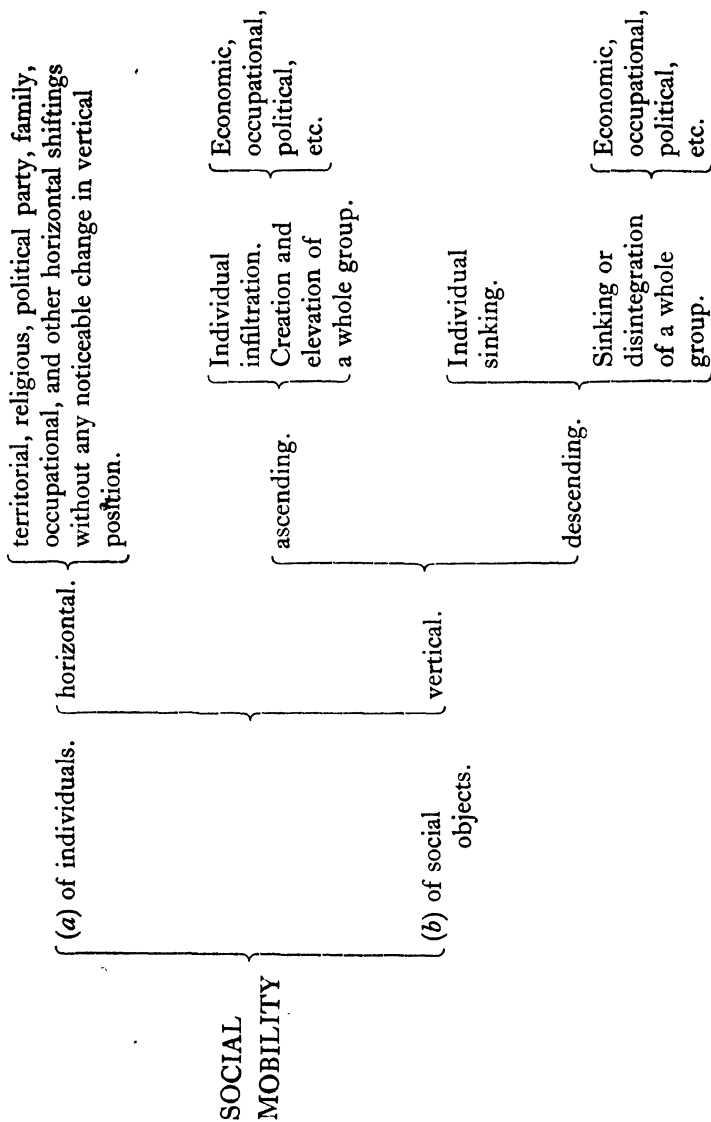 SOCIAL
MOBILITY
(a) of individuals.
(b) of social
objects.
horizontal.
vertical.
territorial, religious, political party, family,
occupational, and other horizontal shiftings
without any noticeable change in vertical
position.
ascending.
descending.
Individual
infiltration.
Creation and
elevation of
a whole group.
Individual
sinking.
Sinking or
disintegration
of a whole
group.
Economic,
occupational,
political,
etc.
Economic,
occupational,
political,
etc.